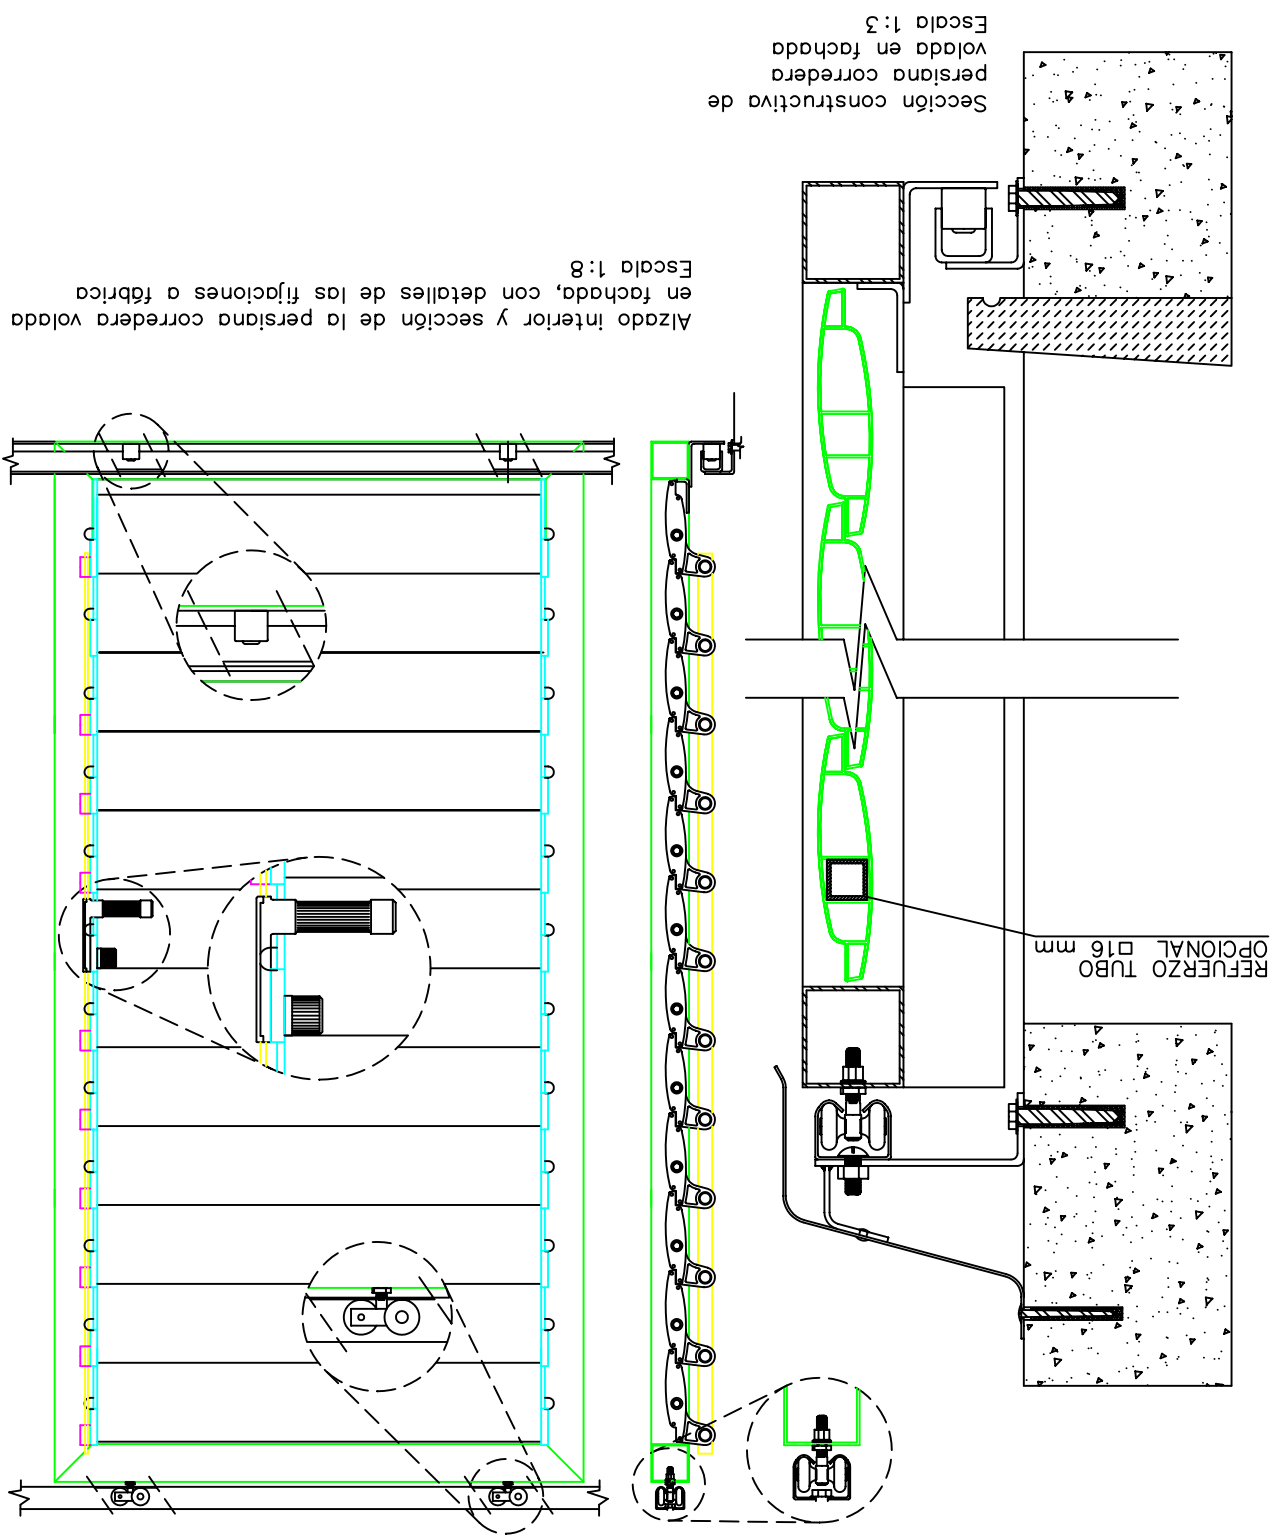 REFUERZO TUBO
OPCIONAL □16 mm
Alzado interior y sección de la persiana corredera volada
en fachada, con detalles de las fijaciones a fábrica
Escala 1:8
Sección constructiva de
persiana corredera
volada en fachada
Escala 1:3